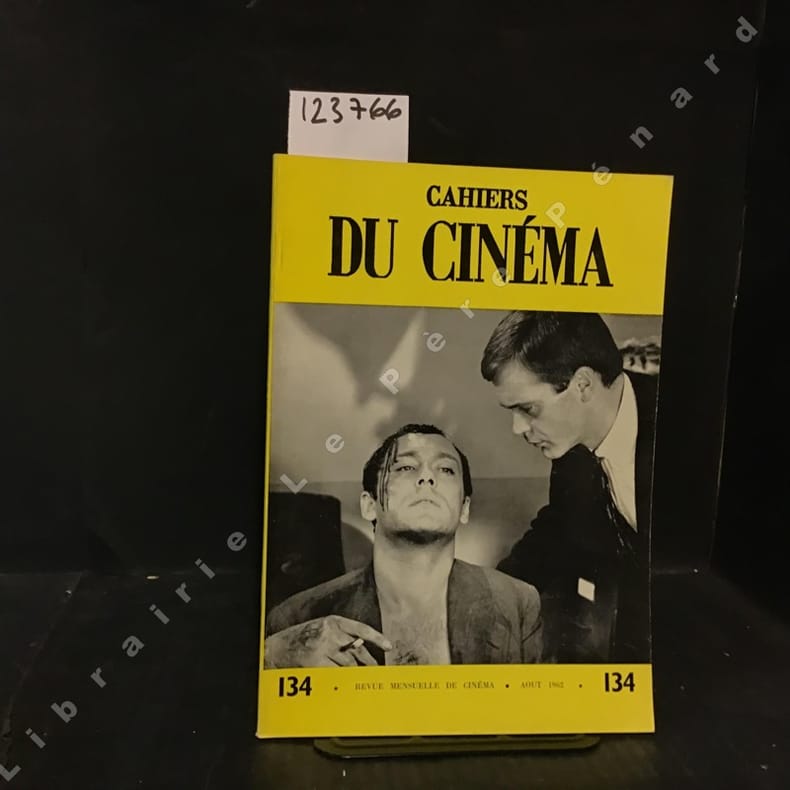 123766
CAHIERS
DU CINÉMA
134 • REVUE MENSUELLE DE CINÉMA • AOUT 1962 • 134
Librairie Le Père Pénard